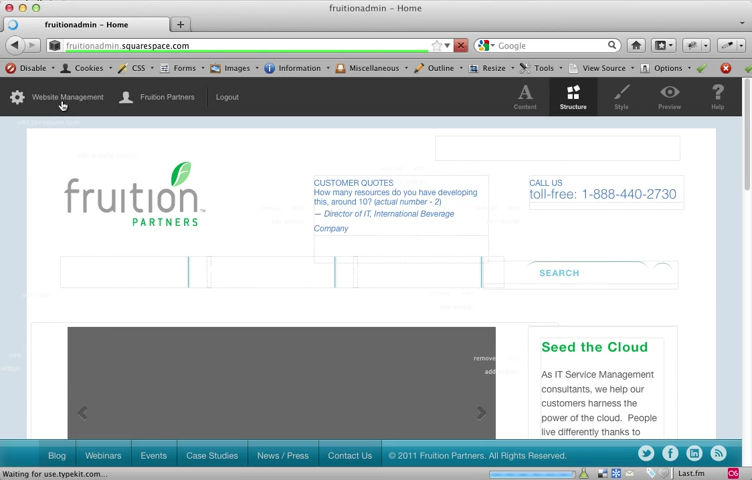 fruitionadmin – Home
fruitionadmin – Home
fruitionadmin.squarespace.com
Google
Disable
Cookies
CSS
Forms
Images
Information
Miscellaneous
Outline
Resize
Tools
View Source
Options
Website Management
Fruition Partners
Logout
Content
Structure
Style
Preview
Help
fruition
PARTNERS
CUSTOMER QUOTES
How many resources do you have developing
this, around 10? (actual number - 2)
— Director of IT, International Beverage
Company
CALL US
toll-free: 1-888-440-2730
SEARCH
Seed the Cloud
As IT Service Management
consultants, we help our
customers harness the
power of the cloud. People
live differently thanks to
remove
Blog
Webinars
Events
Case Studies
News / Press
Contact Us
© 2011 Fruition Partners. All Rights Reserved.
Waiting for use.typekit.com...
Last.fm